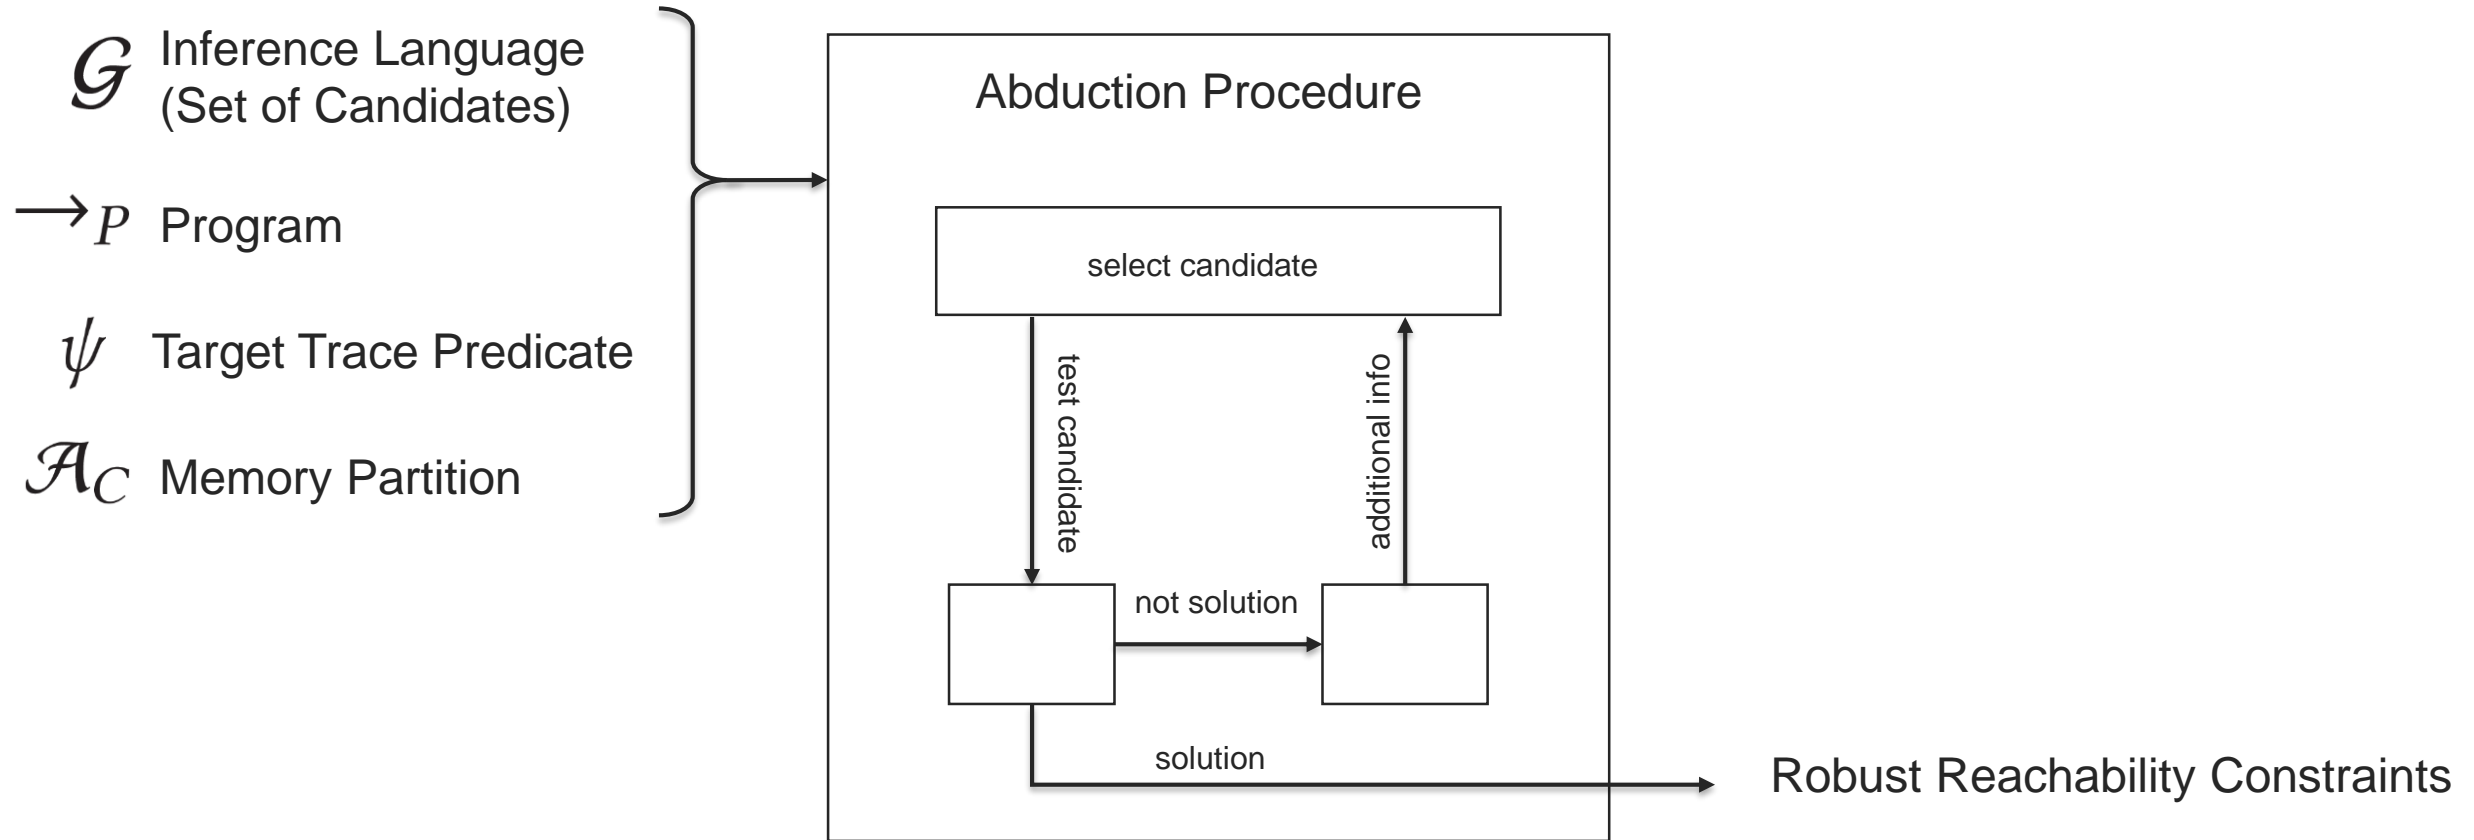 𝒢 Inference Language
(Set of Candidates)
→P Program
ψ Target Trace Predicate
𝒜C Memory Partition
Abduction Procedure
select candidate
test candidate
additional info
not solution
solution
Robust Reachability Constraints